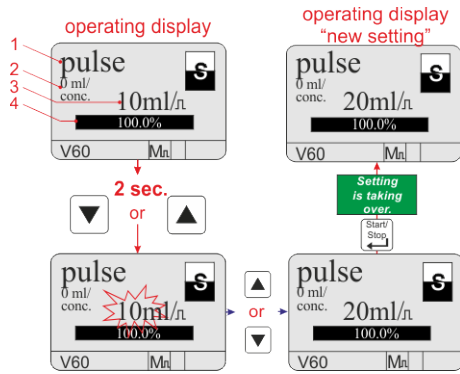 operating display
1
2
3
4
pulse
0 ml/
conc.
S
10ml/⎍
100.0%
V60
M⎍
2 sec.
or
pulse
0 ml/
conc.
S
10ml/⎍
100.0%
V60
M⎍
or
pulse
0 ml/
conc.
S
20ml/⎍
100.0%
V60
M⎍
Start/
Stop
Setting
is taking
over.
operating display
“new setting”
pulse
0 ml/
conc.
S
20ml/⎍
100.0%
V60
M⎍